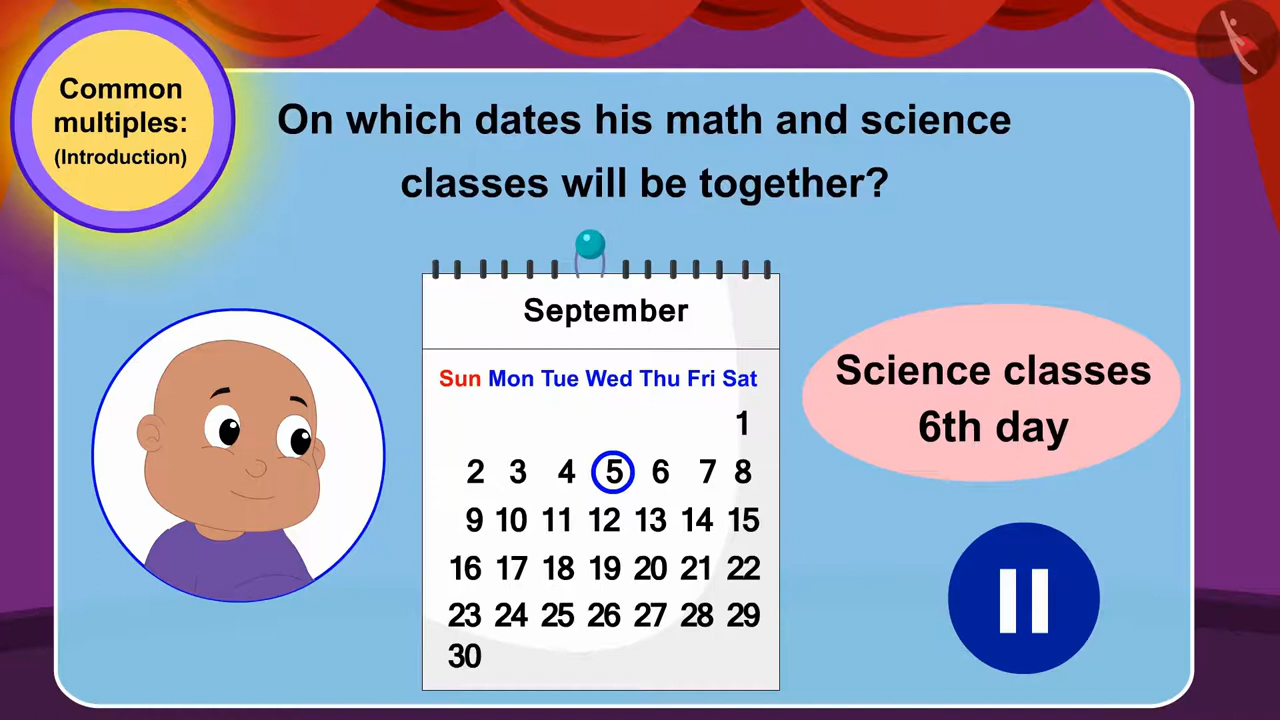 Common
multiples:
(Introduction)
On which dates his math and science
classes will be together?
September
Sun Mon Tue Wed Thu Fri Sat
1
2 3 4 5 6 7 8
9 10 11 12 13 14 15
16 17 18 19 20 21 22
23 24 25 26 27 28 29
30
Science classes
6th day